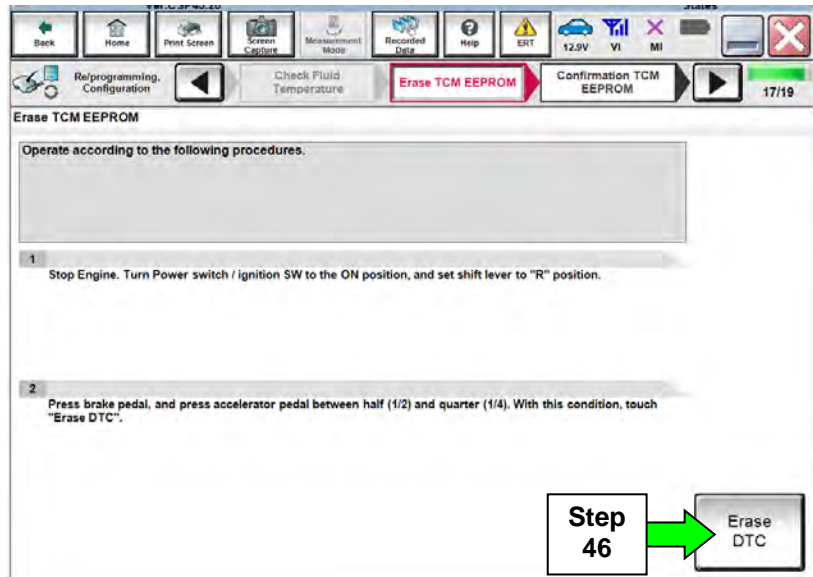 Ver.CSP45.20
States
Back
Home
Print Screen
Screen
Capture
Measurement
Mode
Recorded
Data
Help
ERT
12.9V
VI
MI
Re/programming,
Configuration
Check Fluid
Temperature
Erase TCM EEPROM
Confirmation TCM
EEPROM
17/19
Erase TCM EEPROM
Operate according to the following procedures.
1
Stop Engine. Turn Power switch / ignition SW to the ON position, and set shift lever to "R" position.
2
Press brake pedal, and press accelerator pedal between half (1/2) and quarter (1/4). With this condition, touch
"Erase DTC".
Step
46
Erase
DTC